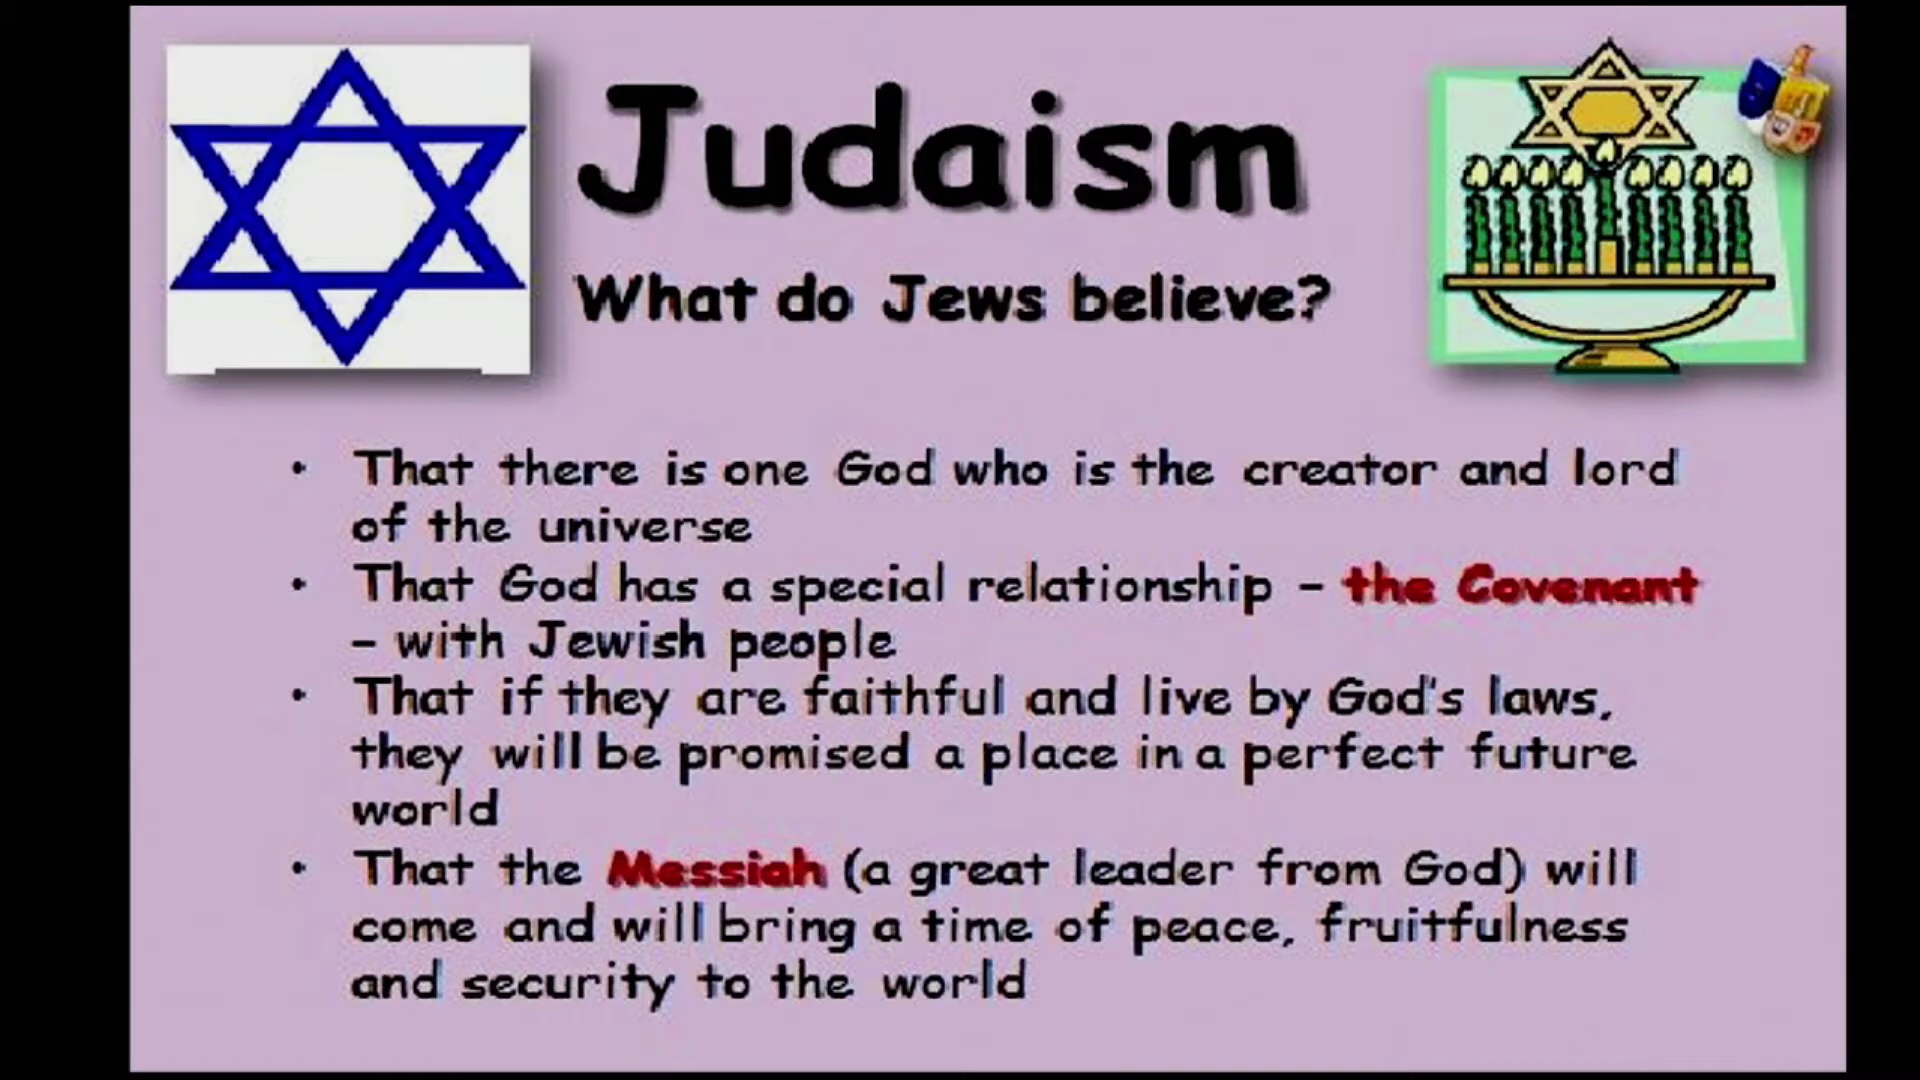 Judaism
What do Jews believe?
• That there is one God who is the creator and lord
of the universe
• That God has a special relationship – the Covenant
– with Jewish people
• That if they are faithful and live by God's laws,
they will be promised a place in a perfect future
world
• That the Messiah (a great leader from God) will
come and will bring a time of peace, fruitfulness
and security to the world